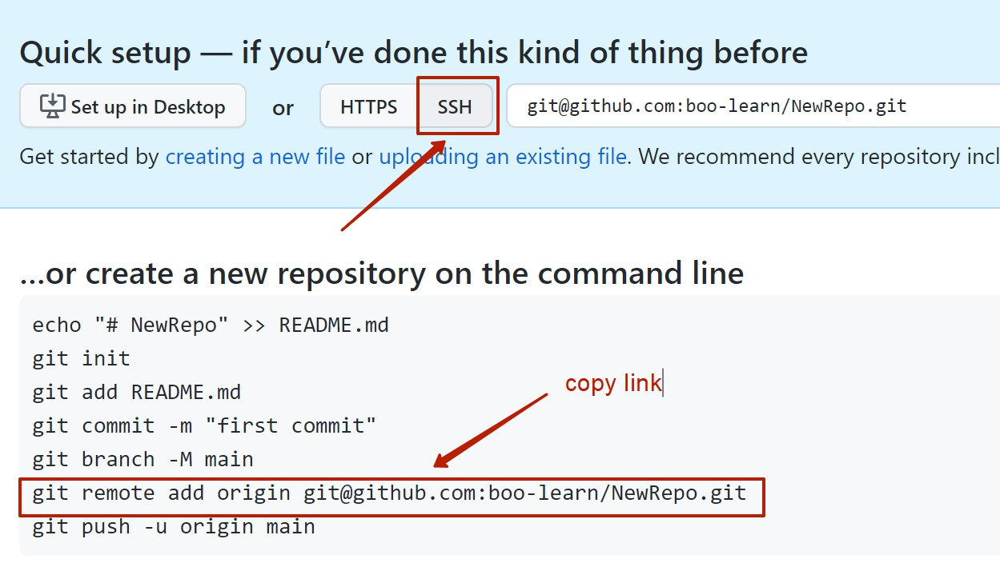 Quick setup — if you’ve done this kind of thing before
Set up in Desktop or HTTPS SSH git@github.com:boo-learn/NewRepo.git
Get started by creating a new file or uploading an existing file. We recommend every repository incl
...or create a new repository on the command line
echo "# NewRepo" >> README.md
git init
git add README.md
copy link
git commit -m "first commit"
git branch -M main
git remote add origin git@github.com:boo-learn/NewRepo.git
git push -u origin main